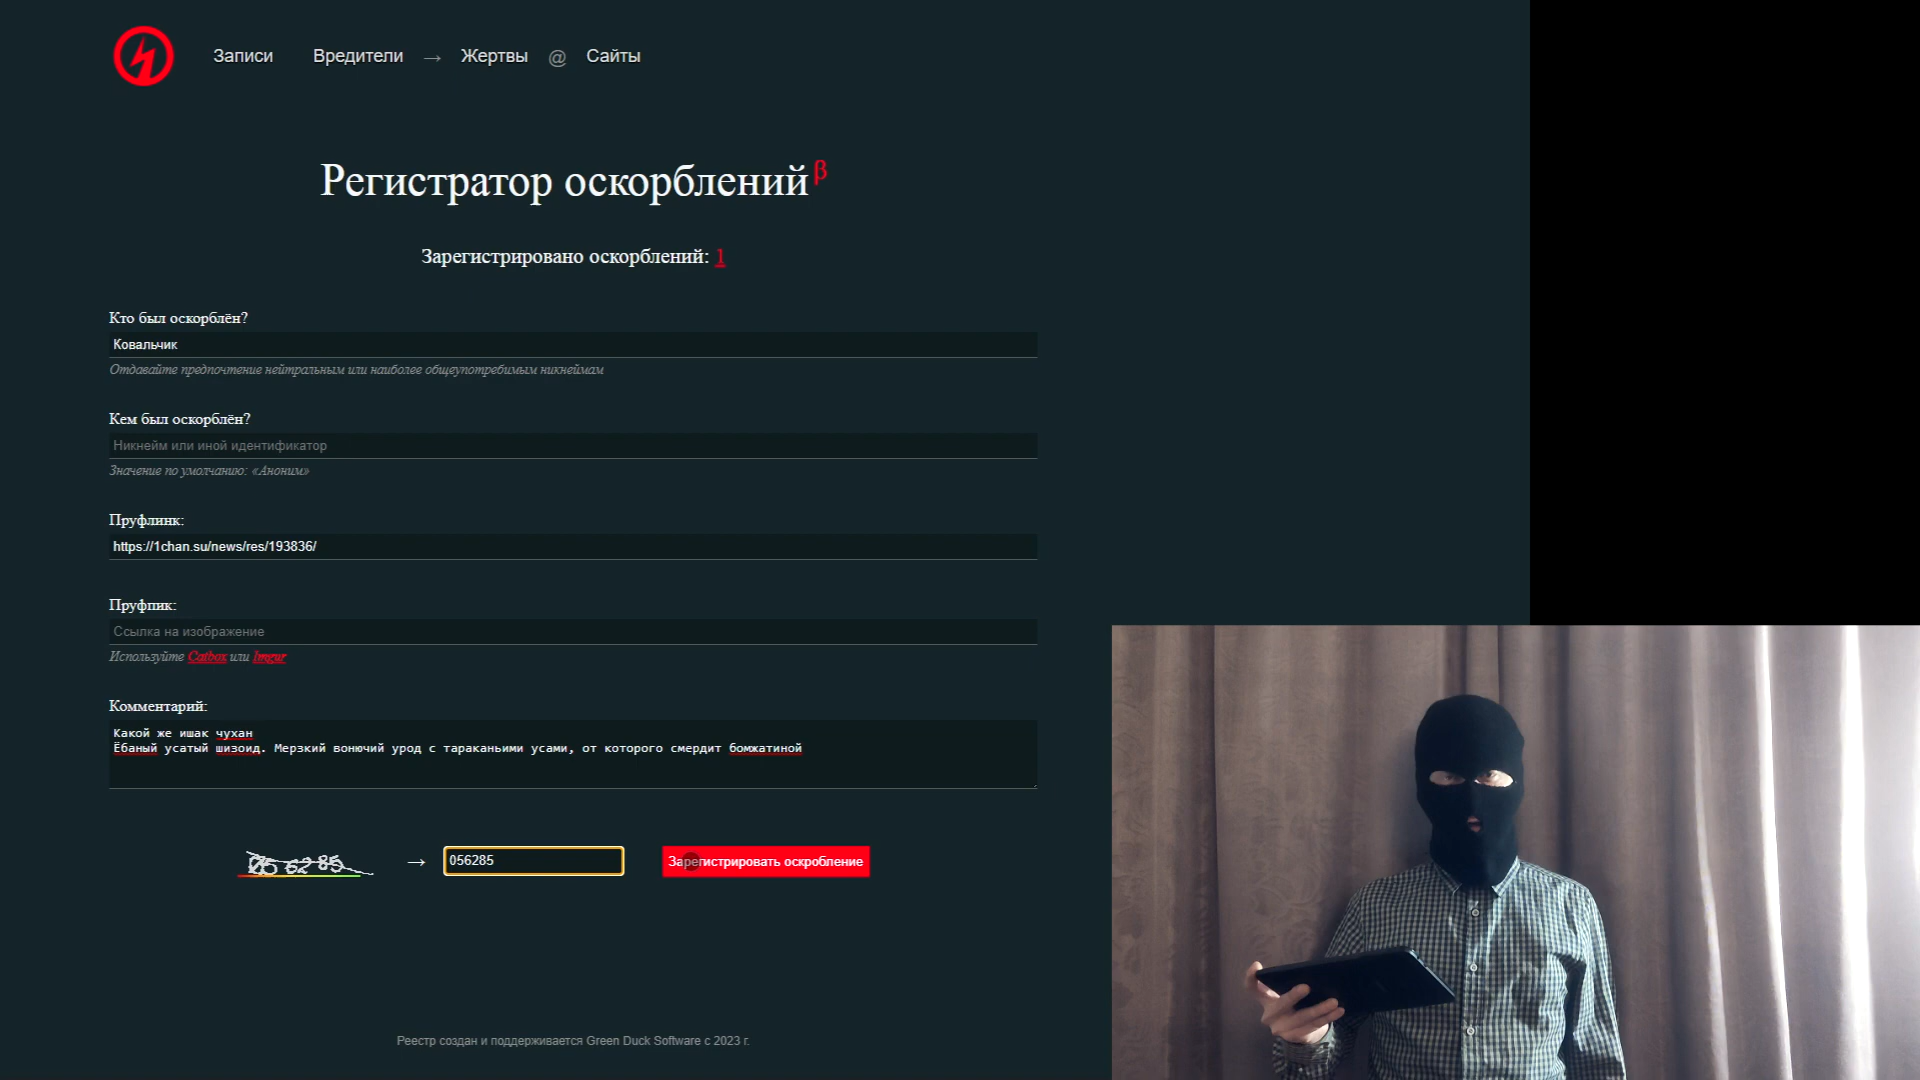 Записи Вредители → Жертвы @ Сайты
Регистратор оскорблений β
Зарегистрировано оскорблений: 1
Кто был оскорблён?
Ковальчик
Отдавайте предпочтение нейтральным или наиболее общеупотребимым никнеймам
Кем был оскорблён?
Никнейм или иной идентификатор
Значение по умолчанию: «Аноним»
Пруфлинк:
https://1chan.su/news/res/193836/
Пруфпик:
Ссылка на изображение
Используйте Catbox или Imgur
Комментарий:
Какой же ишак чухан
Ёбаный усатый шизоид. Мерзкий вонючий урод с тараканьими усами, от которого смердит бомжатиной
056285 → 056285 Зарегистрировать оскробление
Реестр создан и поддерживается Green Duck Software с 2023 г.